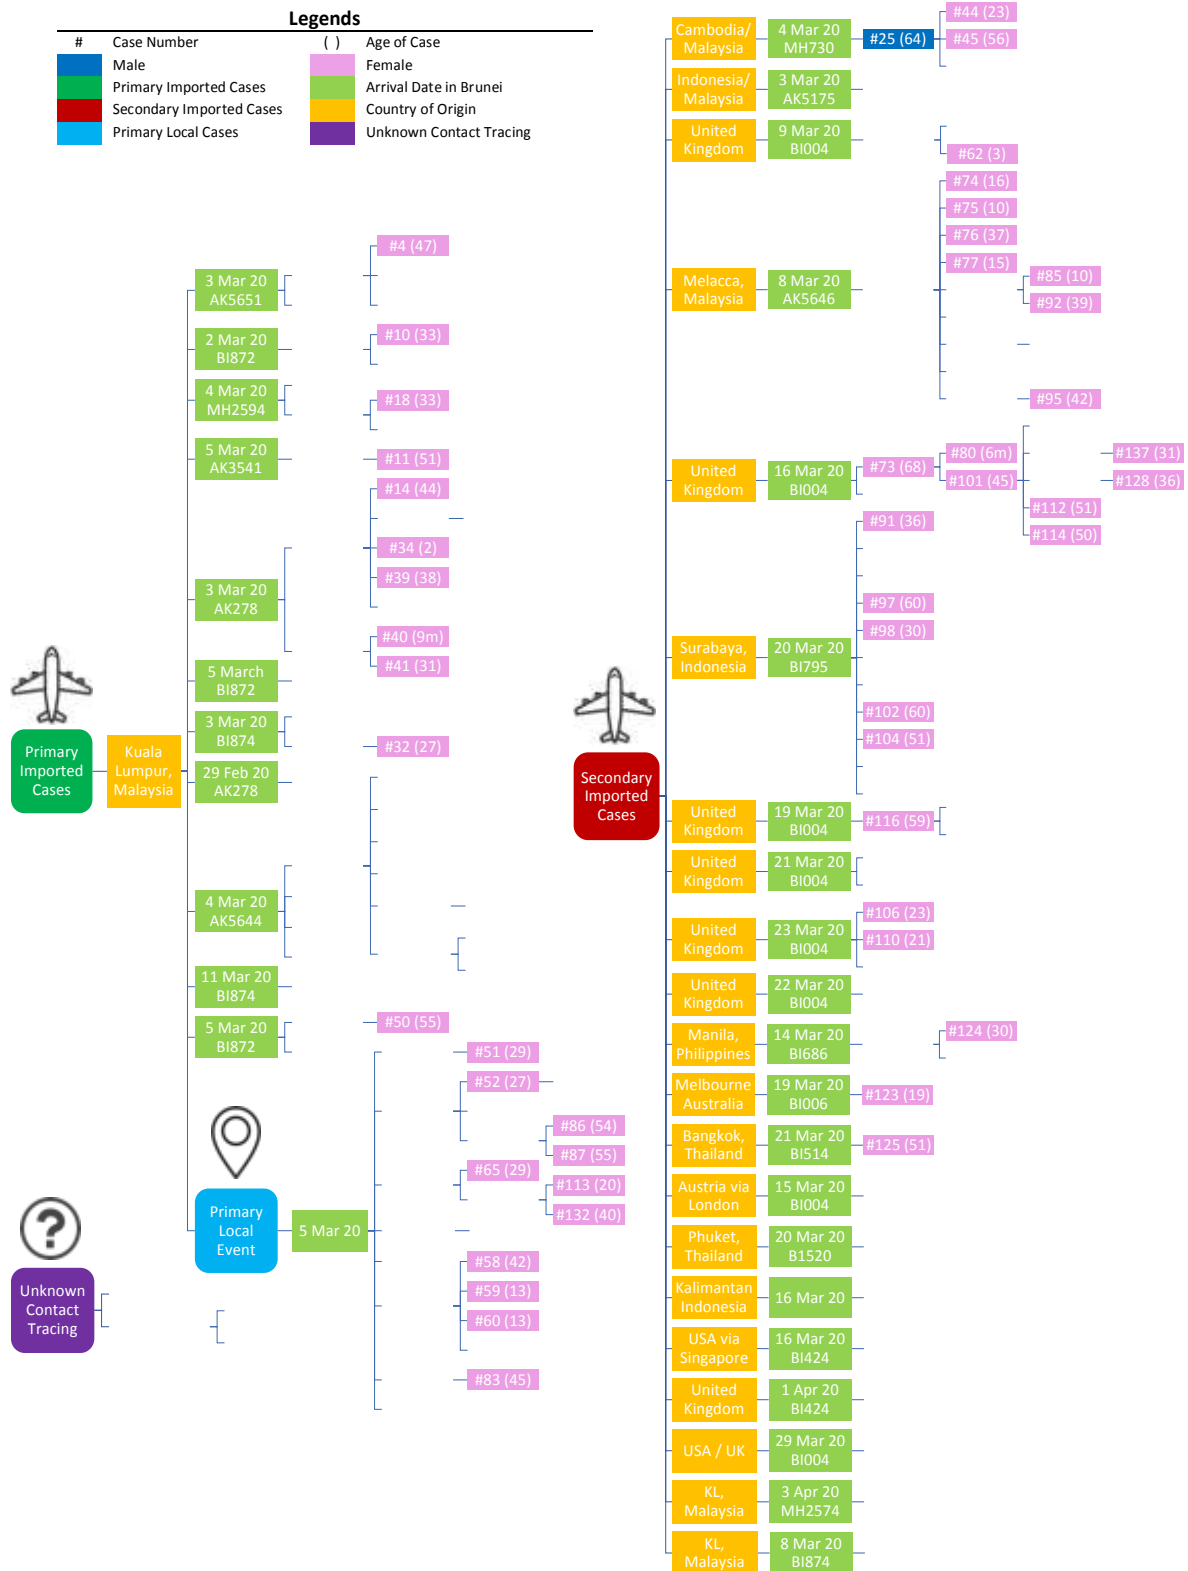 Legends
# Case Number
( ) Age of Case
Male
Female
Primary Imported Cases
Arrival Date in Brunei
Secondary Imported Cases
Country of Origin
Primary Local Cases
Unknown Contact Tracing
Primary
Imported
Cases
Kuala
Lumpur,
Malaysia
3 Mar 20
AK5651
#4 (47)
2 Mar 20
BI872
#10 (33)
4 Mar 20
MH2594
#18 (33)
5 Mar 20
AK3541
#11 (51)
3 Mar 20
AK278
#14 (44)
#34 (2)
#39 (38)
#40 (9m)
#41 (31)
5 March
BI872
3 Mar 20
BI874
#32 (27)
29 Feb 20
AK278
4 Mar 20
AK5644
11 Mar 20
BI874
5 Mar 20
BI872
#50 (55)
Primary
Local
Event
5 Mar 20
#51 (29)
#52 (27)
#86 (54)
#87 (55)
#65 (29)
#113 (20)
#132 (40)
#58 (42)
#59 (13)
#60 (13)
#83 (45)
Unknown
Contact
Tracing
Secondary
Imported
Cases
Cambodia/
Malaysia
4 Mar 20
MH730
#25 (64)
#44 (23)
#45 (56)
Indonesia/
Malaysia
3 Mar 20
AK5175
United
Kingdom
9 Mar 20
BI004
#62 (3)
Melacca,
Malaysia
8 Mar 20
AK5646
#74 (16)
#75 (10)
#76 (37)
#77 (15)
#85 (10)
#92 (39)
#95 (42)
United
Kingdom
16 Mar 20
BI004
#73 (68)
#80 (6m)
#101 (45)
#137 (31)
#128 (36)
#112 (51)
#114 (50)
Surabaya,
Indonesia
20 Mar 20
BI795
#91 (36)
#97 (60)
#98 (30)
#102 (60)
#104 (51)
United
Kingdom
19 Mar 20
BI004
#116 (59)
United
Kingdom
21 Mar 20
BI004
United
Kingdom
23 Mar 20
BI004
#106 (23)
#110 (21)
United
Kingdom
22 Mar 20
BI004
Manila,
Philippines
14 Mar 20
BI686
#124 (30)
Melbourne
Australia
19 Mar 20
BI006
#123 (19)
Bangkok,
Thailand
21 Mar 20
BI514
#125 (51)
Austria via
London
15 Mar 20
BI004
Phuket,
Thailand
20 Mar 20
B1520
Kalimantan
Indonesia
16 Mar 20
USA via
Singapore
16 Mar 20
BI424
United
Kingdom
1 Apr 20
BI424
USA / UK
29 Mar 20
BI004
KL,
Malaysia
3 Apr 20
MH2574
KL,
Malaysia
8 Mar 20
BI874